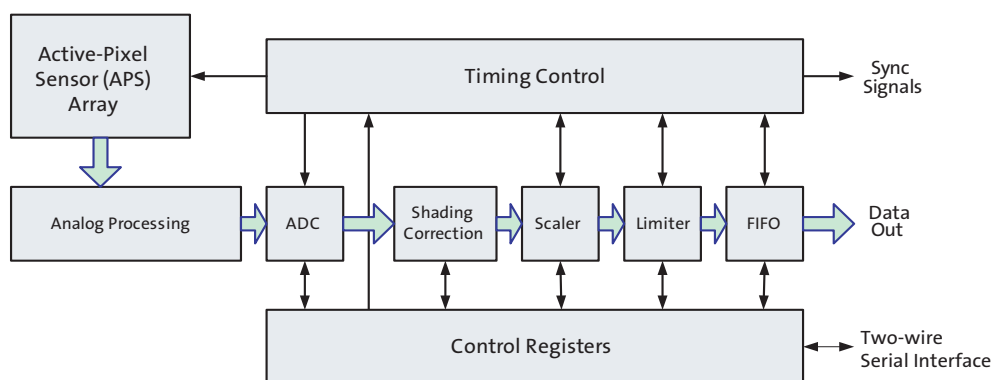 Active-Pixel
Sensor (APS)
Array
Timing Control
Sync
Signals
Analog Processing
ADC
Shading
Correction
Scaler
Limiter
FIFO
Data
Out
Control Registers
Two-wire
Serial Interface